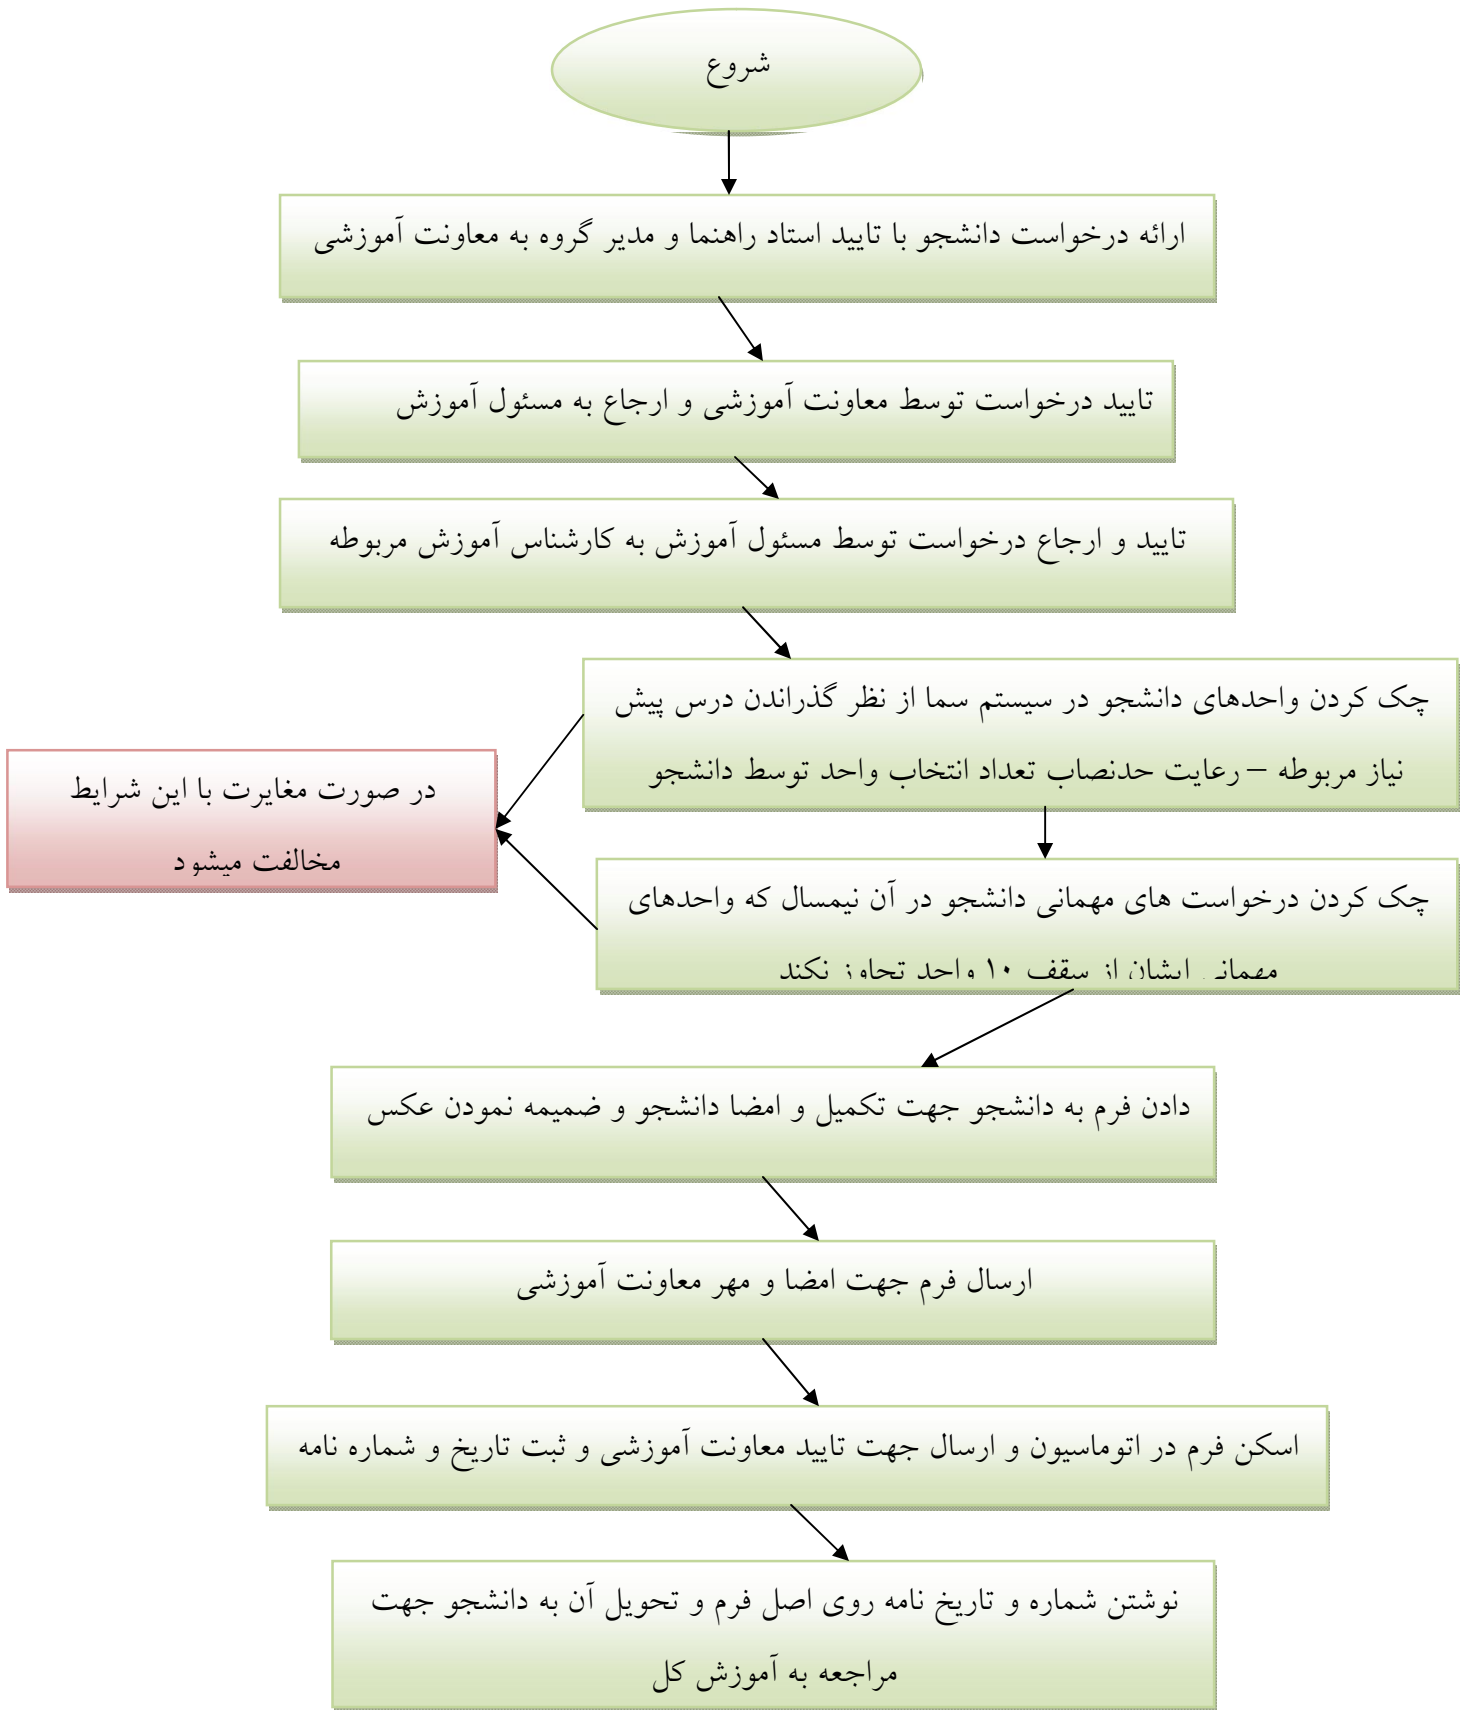 شروع
ارائه درخواست دانشجو با تایید استاد راهنما و مدیر گروه به معاونت آموزشی
تایید درخواست توسط معاونت آموزشی و ارجاع به مسئول آموزش
تایید و ارجاع درخواست توسط مسئول آموزش به کارشناس آموزش مربوطه
چک کردن واحدهای دانشجو در سیستم سما از نظر گذراندن درس پیش
نیاز مربوطه – رعایت حدنصاب تعداد انتخاب واحد توسط دانشجو
در صورت مغایرت با این شرایط
مخالفت میشود
چک کردن درخواست های مهمانی دانشجو در آن نیمسال که واحدهای
مهمانی ایشان از سقف ۱۰ واحد تجاوز نکند
دادن فرم به دانشجو جهت تکمیل و امضا دانشجو و ضمیمه نمودن عکس
ارسال فرم جهت امضا و مهر معاونت آموزشی
اسکن فرم در اتوماسیون و ارسال جهت تایید معاونت آموزشی و ثبت تاریخ و شماره نامه
نوشتن شماره و تاریخ نامه روی اصل فرم و تحویل آن به دانشجو جهت
مراجعه به آموزش کل